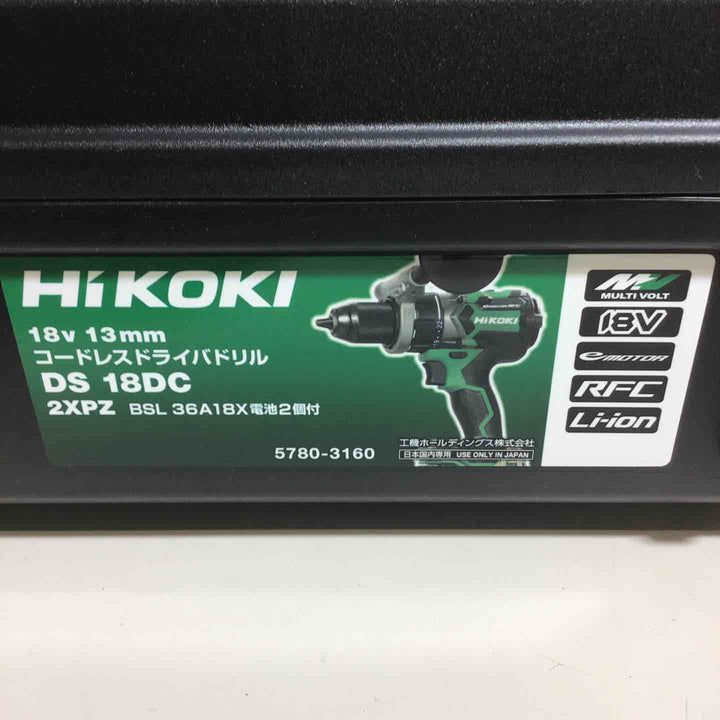 HiKOKI
18v 13mm
コードレスドライバドリル
DS 18DC
2XPZ BSL 36A18X電池2個付
5780-3160
HiKOKI
工機ホールディングス株式会社
日本国内専用 USE ONLY IN JAPAN
MV
MULTI VOLT
18V
e-MOTOR
RFC
Li-ion